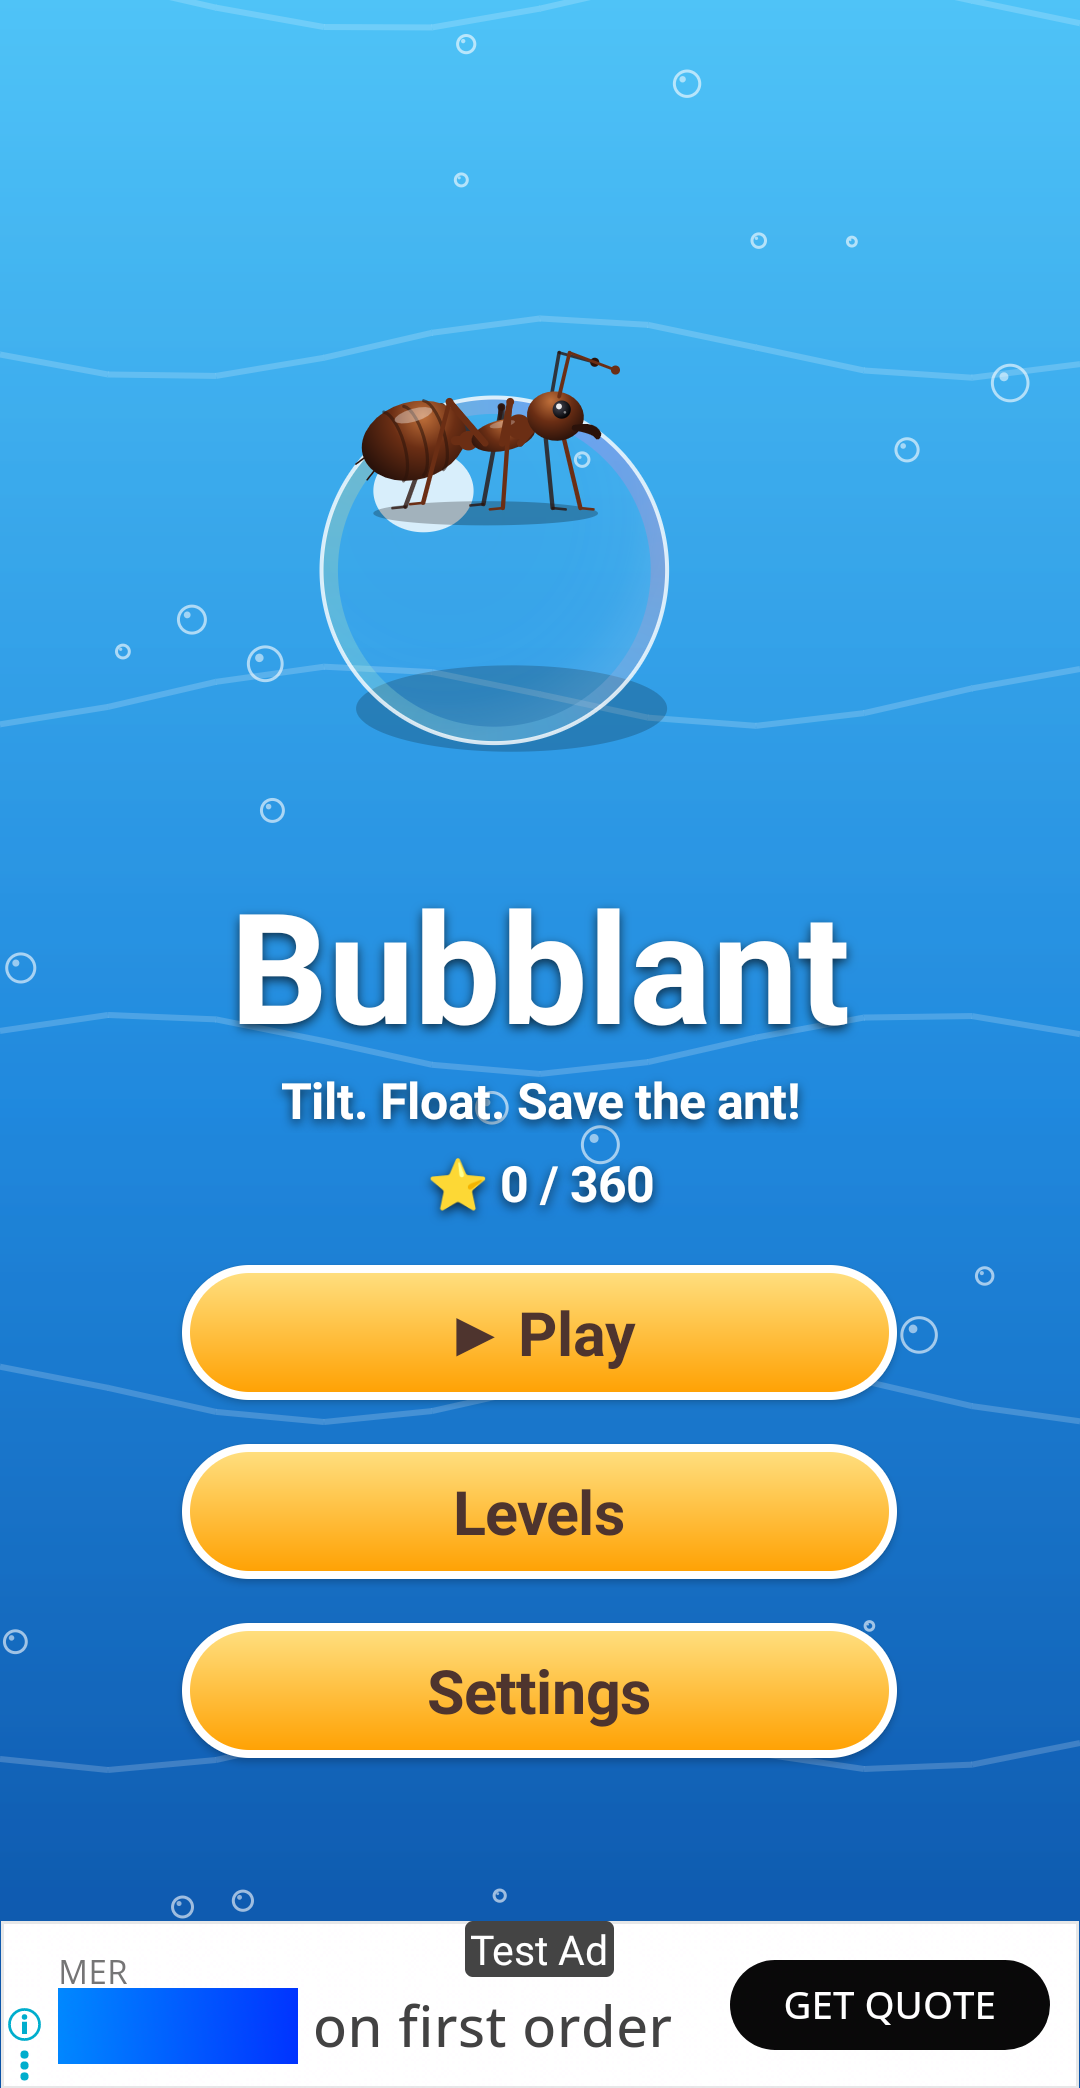 Bubblant
Tilt. Float. Save the ant!
⭐ 0 / 360
► Play
Levels
Settings
Test Ad
MER
on first order
GET QUOTE